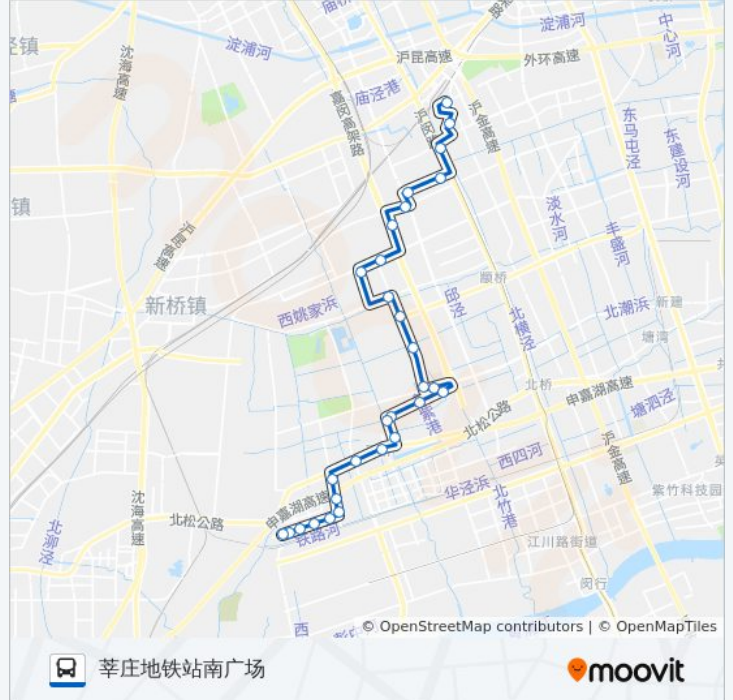 淀浦河
泾镇
沈海高速
沪昆高速
外环高速
淀浦河
中心河
庙泾港
嘉闵高架路
沪闵
沪金高速
东马屯泾
东建设河
镇
沪昆高速
淡水河
丰盛河
顾桥
新桥镇
西姚家浜
邱泾
北横泾
北潮浜
新建
塘湾
北桥
申嘉湖高速
塘泗泾
紫港
北松公路
沪金高速
西四河
华泾浜
北竹港
紫竹科技园
沈海高速
北松公路
申嘉湖高速
铁路河
北泖泾
江川路街道
闵行
西
© OpenStreetMap contributors | © OpenMapTiles
莘庄地铁站南广场
moovit